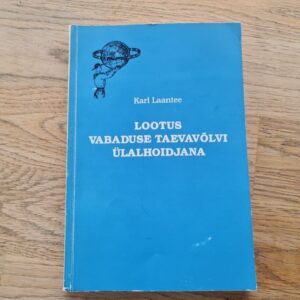 Karl Laantee
LOOTUS
VABADUSE TAEVAVÕLVI
ÜLALHOIDJANA